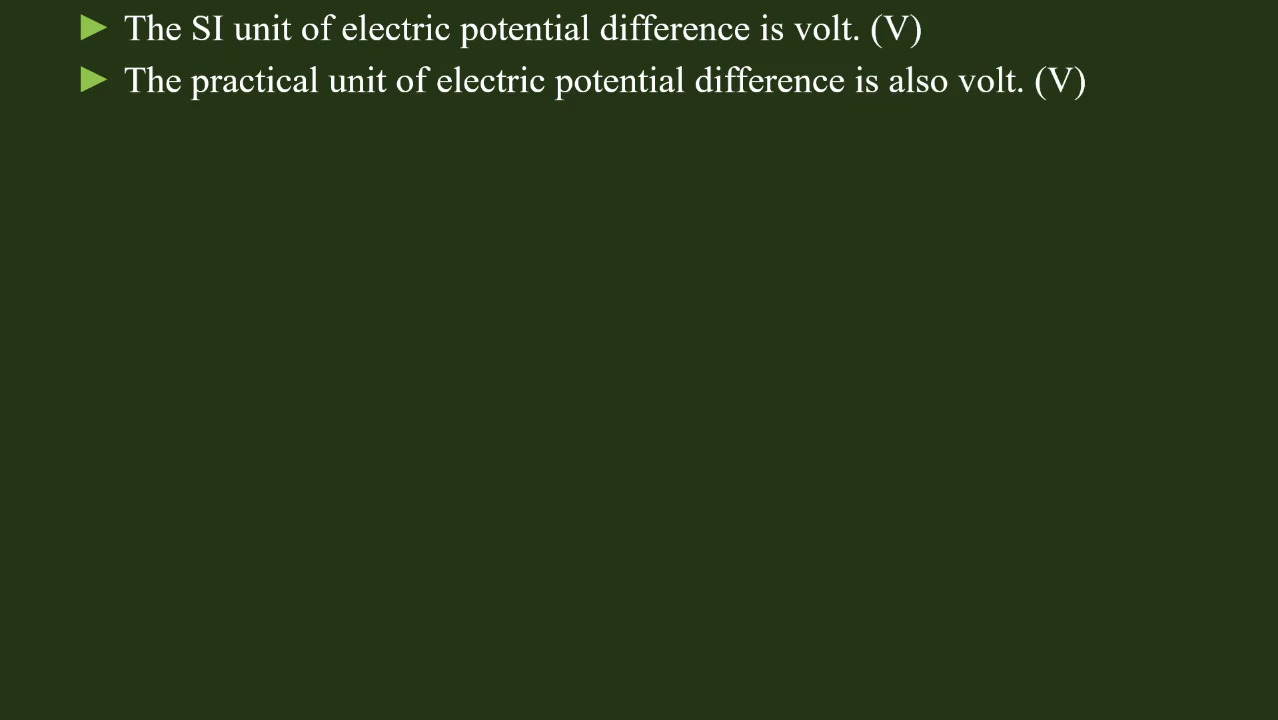 ► The SI unit of electric potential difference is volt. (V)
► The practical unit of electric potential difference is also volt. (V)